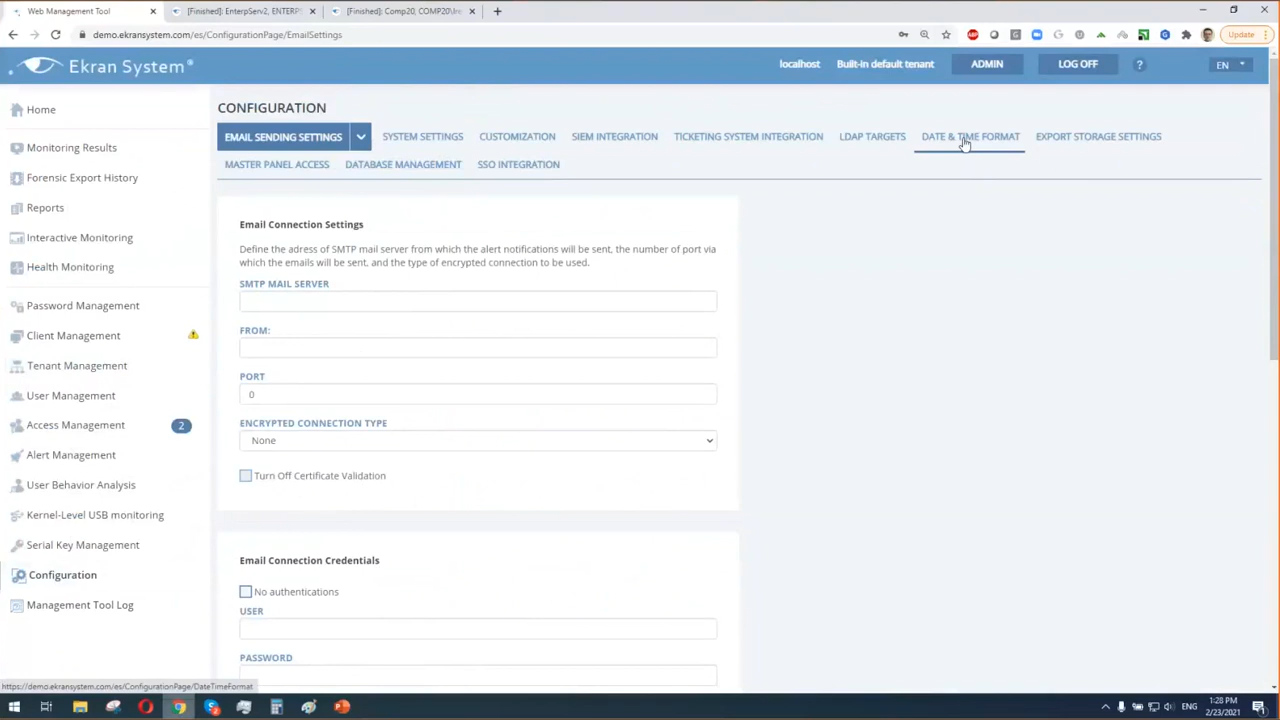 Web Management Tool
[Finished]: EnterpServ2, ENTERP
[Finished]: Comp20, COMP20\In
demo.ekransystem.com/es/ConfigurationPage/EmailSettings
Update
Ekran System®
localhost
Built-in default tenant
ADMIN
LOG OFF
?
EN
Home
Monitoring Results
Forensic Export History
Reports
Interactive Monitoring
Health Monitoring
Password Management
Client Management
Tenant Management
User Management
Access Management
2
Alert Management
User Behavior Analysis
Kernel-Level USB monitoring
Serial Key Management
Configuration
Management Tool Log
CONFIGURATION
EMAIL SENDING SETTINGS
SYSTEM SETTINGS
CUSTOMIZATION
SIEM INTEGRATION
TICKETING SYSTEM INTEGRATION
LDAP TARGETS
DATE & TIME FORMAT
EXPORT STORAGE SETTINGS
MASTER PANEL ACCESS
DATABASE MANAGEMENT
SSO INTEGRATION
Email Connection Settings
Define the adress of SMTP mail server from which the alert notifications will be sent, the number of port via
which the emails will be sent, and the type of encrypted connection to be used.
SMTP MAIL SERVER
FROM:
PORT
0
ENCRYPTED CONNECTION TYPE
None
Turn Off Certificate Validation
Email Connection Credentials
No authentications
USER
PASSWORD
https://demo.ekransystem.com/es/ConfigurationPage/DateTimeFormat
ENG
1:28 PM
2/23/2021